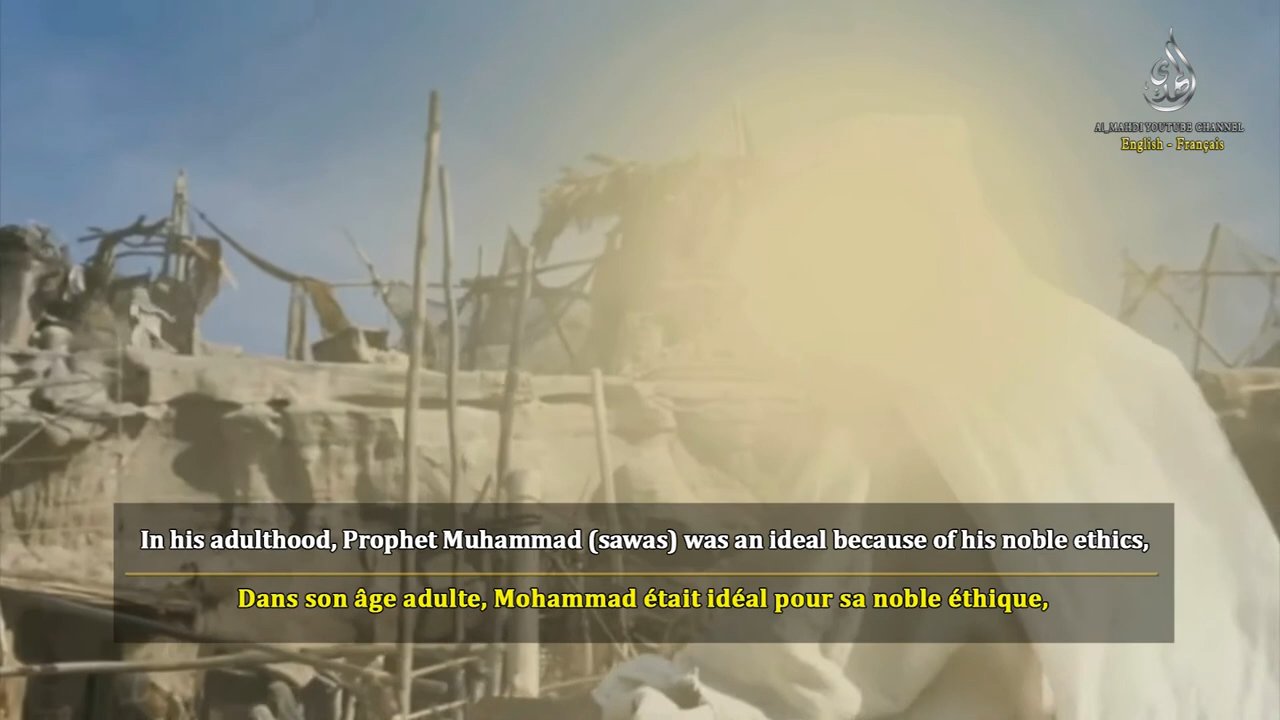 المهدي
Al_MAHDI YOUTUBE CHANNEL
English - Français
In his adulthood, Prophet Muhammad (sawas) was an ideal because of his noble ethics,
Dans son âge adulte, Mohammad était idéal pour sa noble éthique,